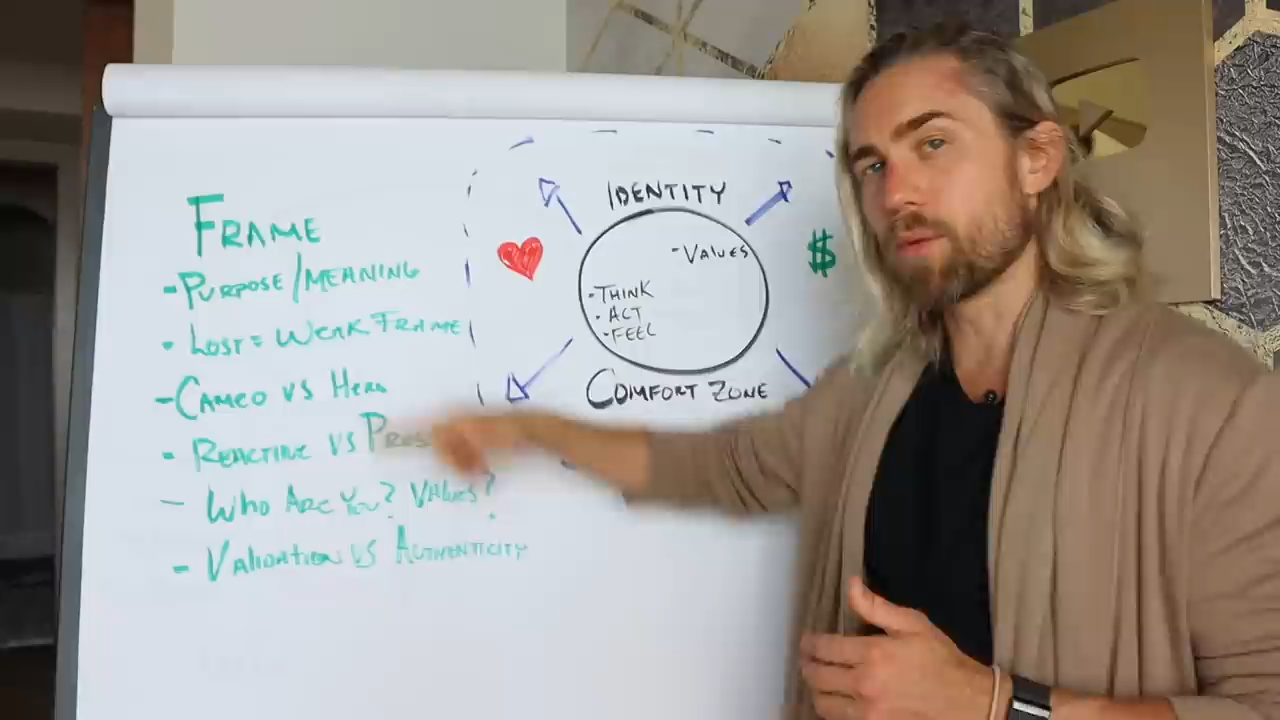 FRAME
-PURPOSE/MEANING
• LOST = WEAK FRAME
-CAMEO VS HERO
• REACTIVE VS
- WHO ARE YOU? VALUES?
- VALIDATION VS AUTHENTICITY
IDENTITY
-VALUES
•THINK
•ACT
•FEEL
COMFORT ZONE
$